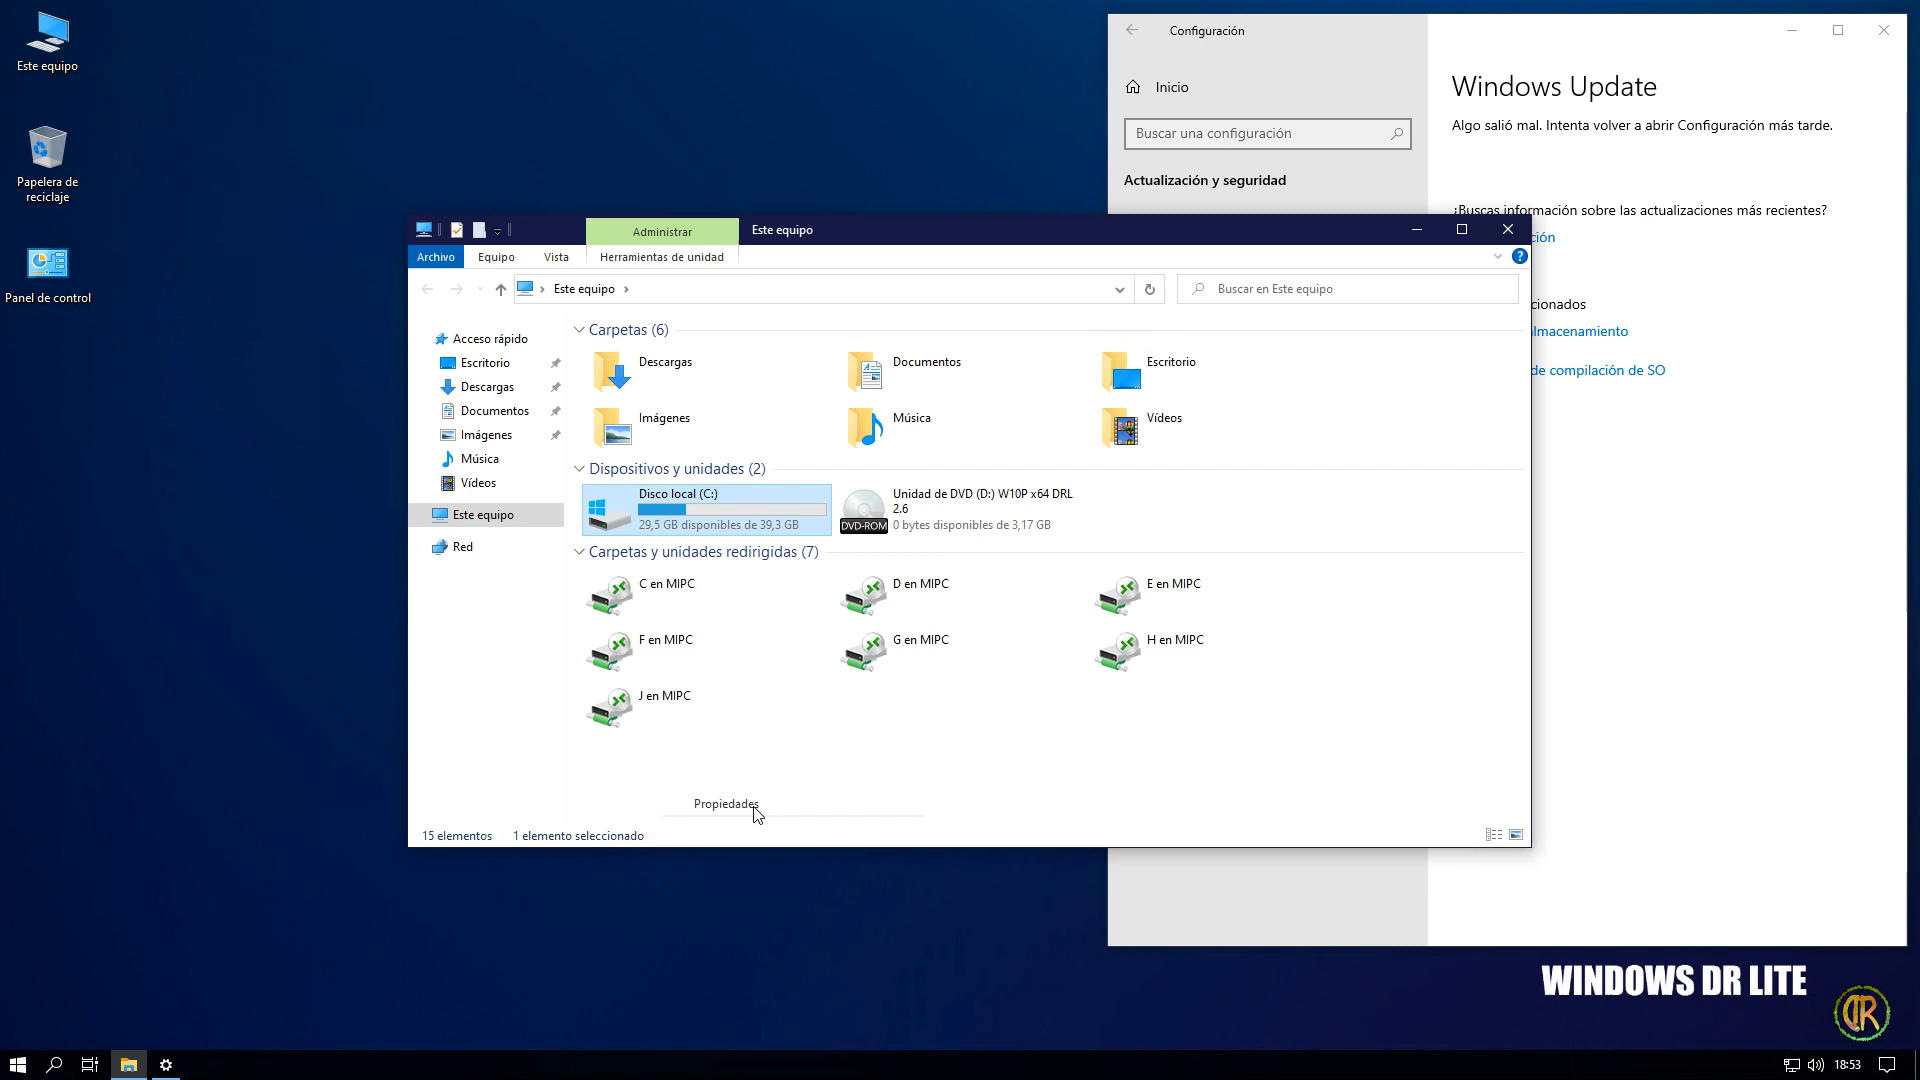 Este equipo
Papelera de
reciclaje
Panel de control
Configuración
Inicio
Buscar una configuración
Actualización y seguridad
Windows Update
Algo salió mal. Intenta volver a abrir Configuración más tarde.
¿Buscas información sobre las actualizaciones más recientes?
ción
cionados
lmacenamiento
de compilación de SO
Administrar
Este equipo
Archivo
Equipo
Vista
Herramientas de unidad
?
Este equipo
Buscar en Este equipo
Acceso rápido
Escritorio
Descargas
Documentos
Imágenes
Música
Vídeos
Este equipo
Red
Carpetas (6)
Descargas
Documentos
Escritorio
Imágenes
Música
Vídeos
Dispositivos y unidades (2)
Disco local (C:)
29,5 GB disponibles de 39,3 GB
DVD-ROM
Unidad de DVD (D:) W10P x64 DRL
2.6
0 bytes disponibles de 3,17 GB
Carpetas y unidades redirigidas (7)
C en MIPC
D en MIPC
E en MIPC
F en MIPC
G en MIPC
H en MIPC
J en MIPC
Propiedades
15 elementos
1 elemento seleccionado
WINDOWS DR LITE
DR
18:53